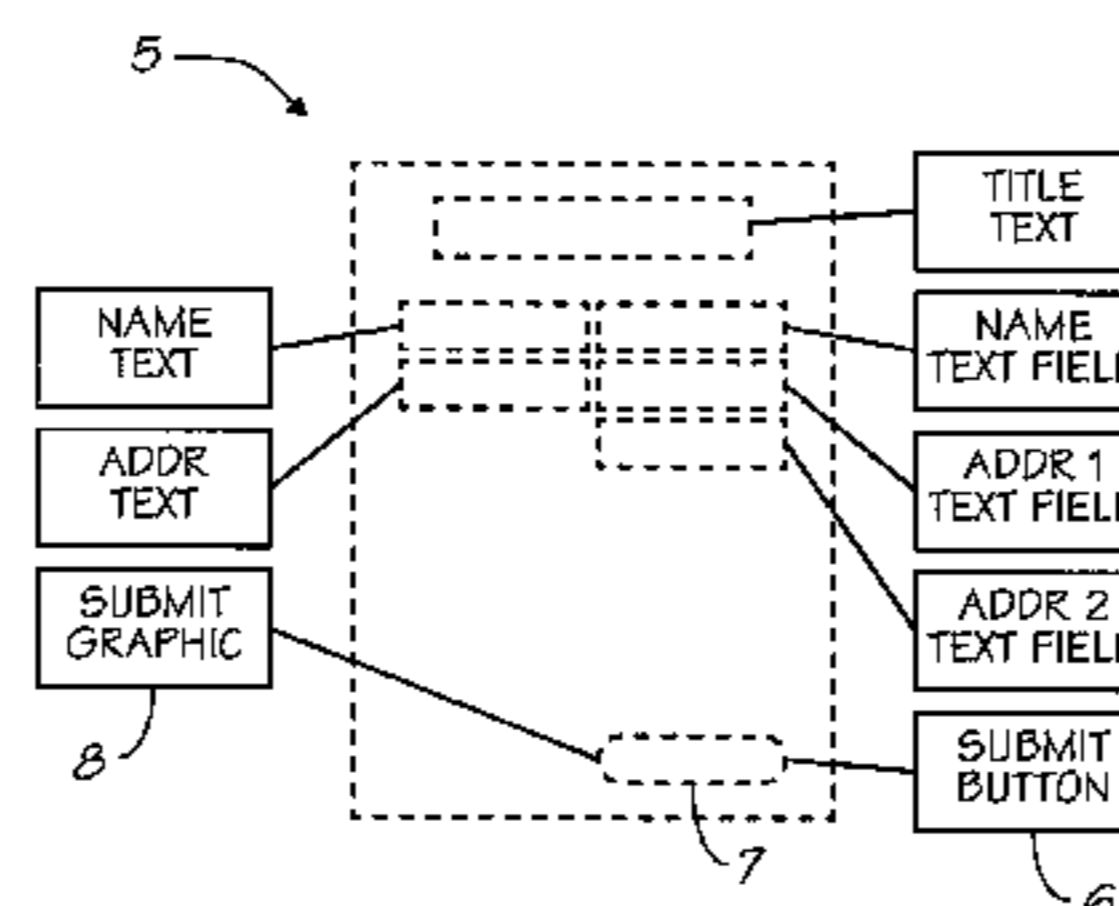 5
TITLE
TEXT
NAME
TEXT
NAME
TEXT FIEL
ADDR
TEXT
ADDR 1
TEXT FIEL
SUBMIT
GRAPHIC
ADDR 2
TEXT FIEL
8
SUBMIT
BUTTON
7
6